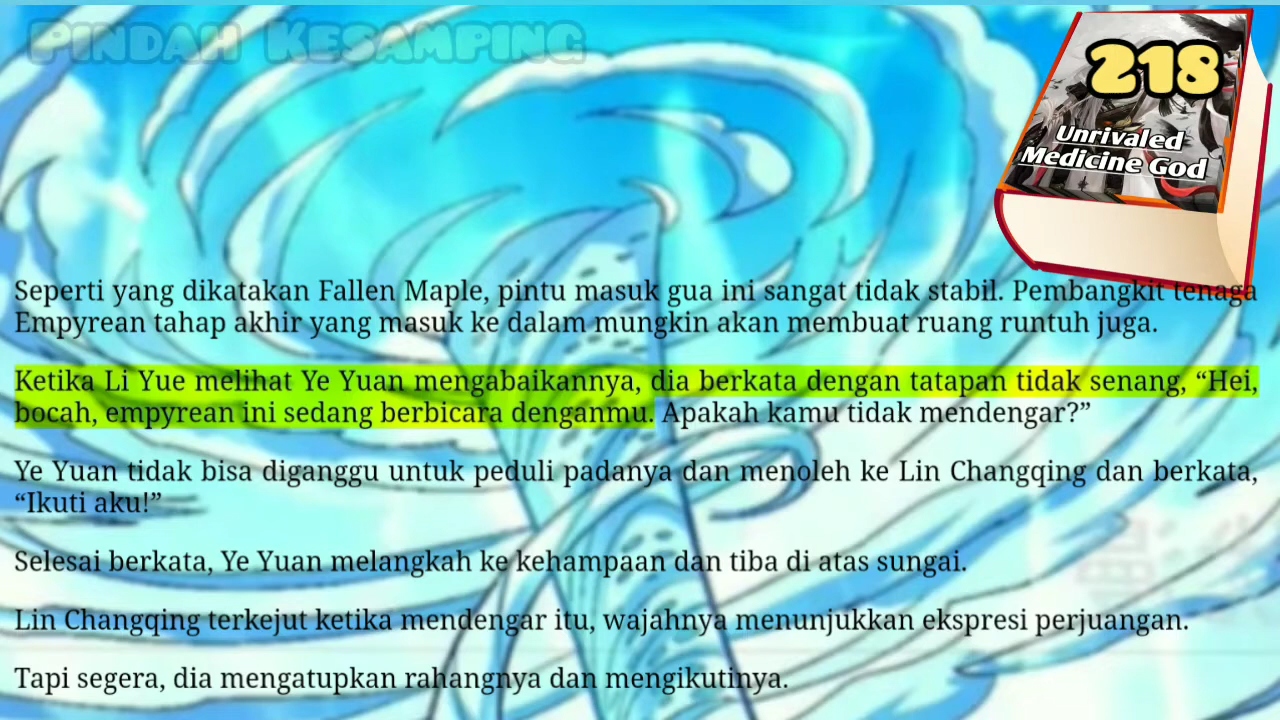 Pindah Kesamping
218
Unrivaled
Medicine God
Seperti yang dikatakan Fallen Maple, pintu masuk gua ini sangat tidak stabil. Pembangkit tenaga
Empyrean tahap akhir yang masuk ke dalam mungkin akan membuat ruang runtuh juga.
Ketika Li Yue melihat Ye Yuan mengabaikannya, dia berkata dengan tatapan tidak senang, “Hei,
bocah, empyrean ini sedang berbicara denganmu. Apakah kamu tidak mendengar?”
Ye Yuan tidak bisa diganggu untuk peduli padanya dan menoleh ke Lin Changqing dan berkata,
“Ikuti aku!”
Selesai berkata, Ye Yuan melangkah ke kehampaan dan tiba di atas sungai.
Lin Changqing terkejut ketika mendengar itu, wajahnya menunjukkan ekspresi perjuangan.
Tapi segera, dia mengatupkan rahangnya dan mengikutinya.